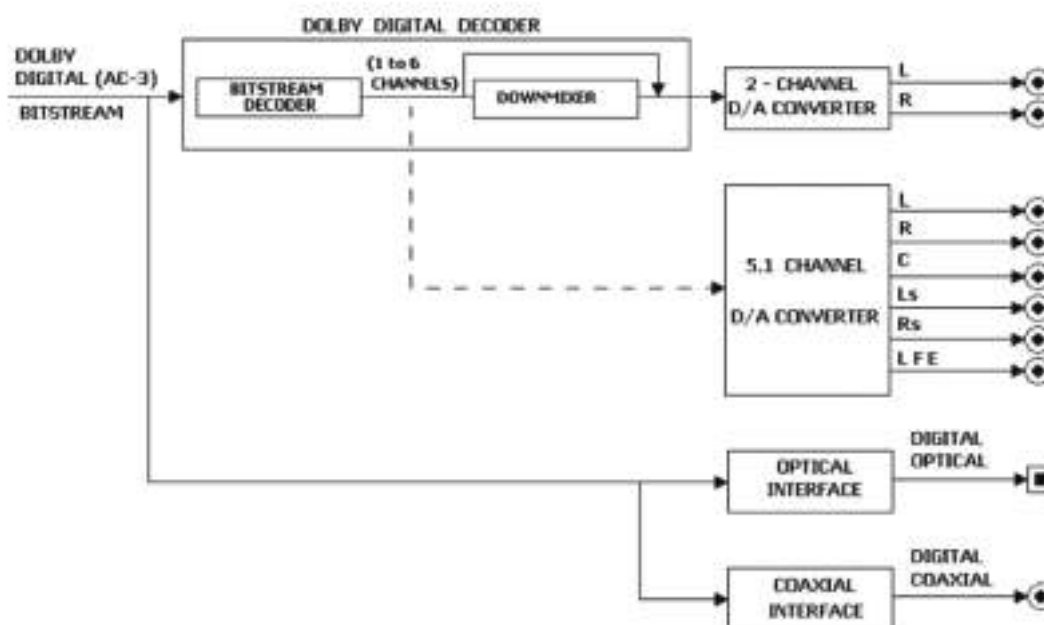 DOLBY DIGITAL DECODER
DOLBY
DIGITAL (AC-3)
BITSTREAM
BITSTREAM
DECODER
(1 to 6
CHANNELS)
DOWNMIXER
2 - CHANNEL
D/A CONVERTER
L
R
5.1 CHANNEL
D/A CONVERTER
L
R
C
Ls
Rs
L F E
OPTICAL
INTERFACE
DIGITAL
OPTICAL
COAXIAL
INTERFACE
DIGITAL
COAXIAL